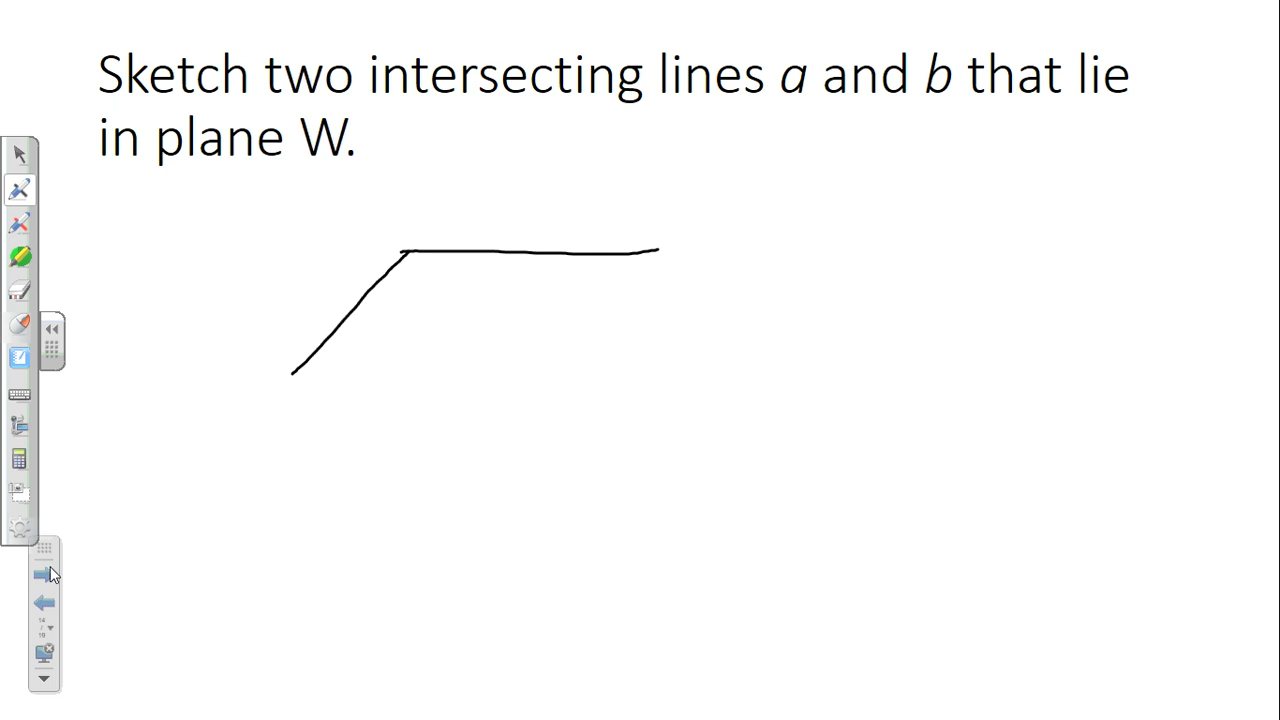 Sketch two intersecting lines a and b that lie
in plane W.